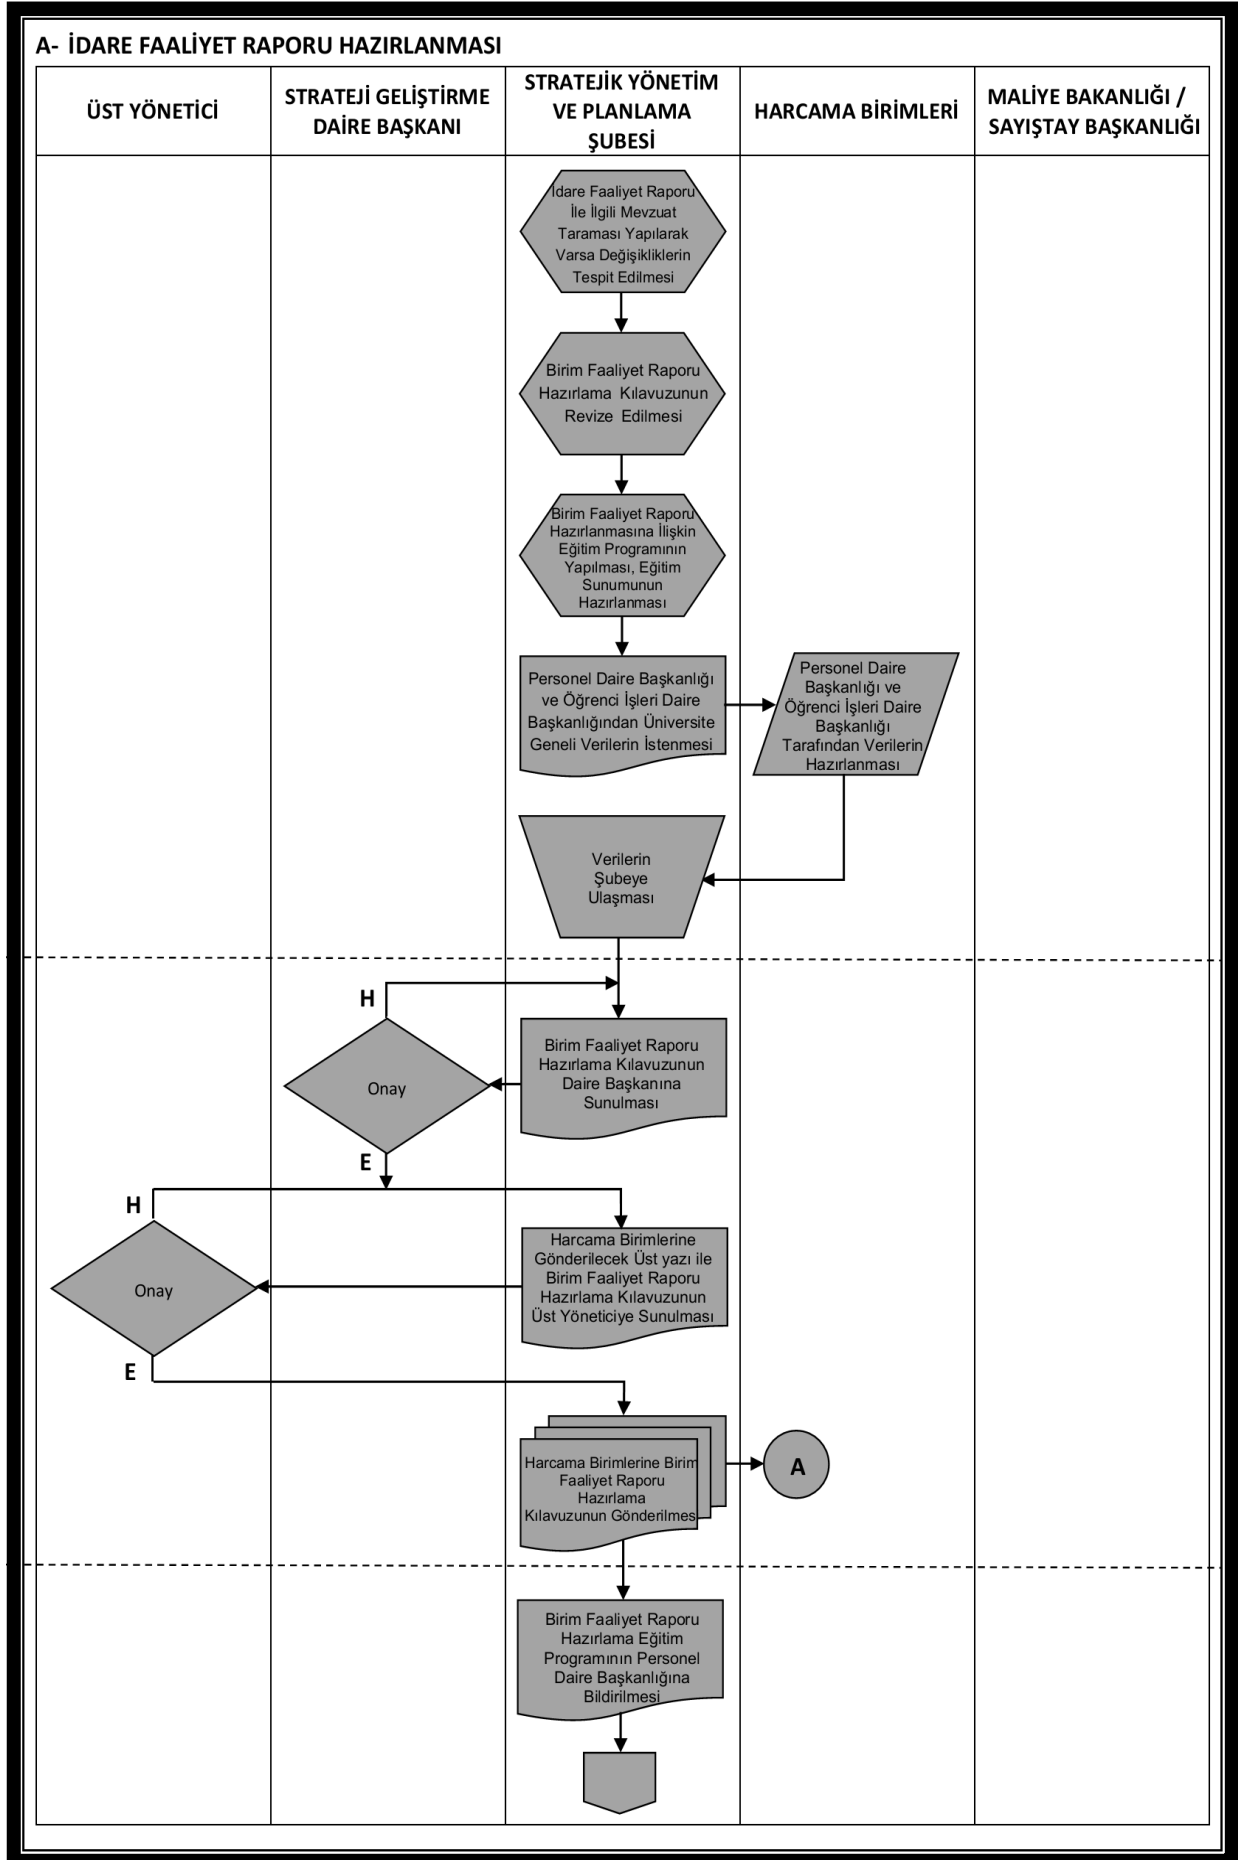 A- İDARE FAALİYET RAPORU HAZIRLANMASI
ÜST YÖNETİCİ
STRATEJİ GELİŞTİRME
DAİRE BAŞKANI
STRATEJİK YÖNETİM
VE PLANLAMA
ŞUBESİ
HARCAMA BİRİMLERİ
MALİYE BAKANLIĞI /
SAYIŞTAY BAŞKANLIĞI
İdare Faaliyet Raporu
İle İlgili Mevzuat
Taraması Yapılarak
Varsa Değişikliklerin
Tespit Edilmesi
Birim Faaliyet Raporu
Hazırlama Kılavuzunun
Revize Edilmesi
Birim Faaliyet Raporu
Hazırlanmasına İlişkin
Eğitim Programının
Yapılması, Eğitim
Sunumunun
Hazırlanması
Personel Daire Başkanlığı
ve Öğrenci İşleri Daire
Başkanlığından Üniversite
Geneli Verilerin İstenmesi
Personel Daire
Başkanlığı ve
Öğrenci İşleri Daire
Başkanlığı
Tarafından Verilerin
Hazırlanması
Verilerin
Şubeye
Ulaşması
H
Onay
Birim Faaliyet Raporu
Hazırlama Kılavuzunun
Daire Başkanına
Sunulması
E
H
Onay
Harcama Birimlerine
Gönderilecek Üst yazı ile
Birim Faaliyet Raporu
Hazırlama Kılavuzunun
Üst Yöneticiye Sunulması
E
Harcama Birimlerine Birim
Faaliyet Raporu
Hazırlama
Kılavuzunun Gönderilmes
A
Birim Faaliyet Raporu
Hazırlama Eğitim
Programının Personel
Daire Başkanlığına
Bildirilmesi